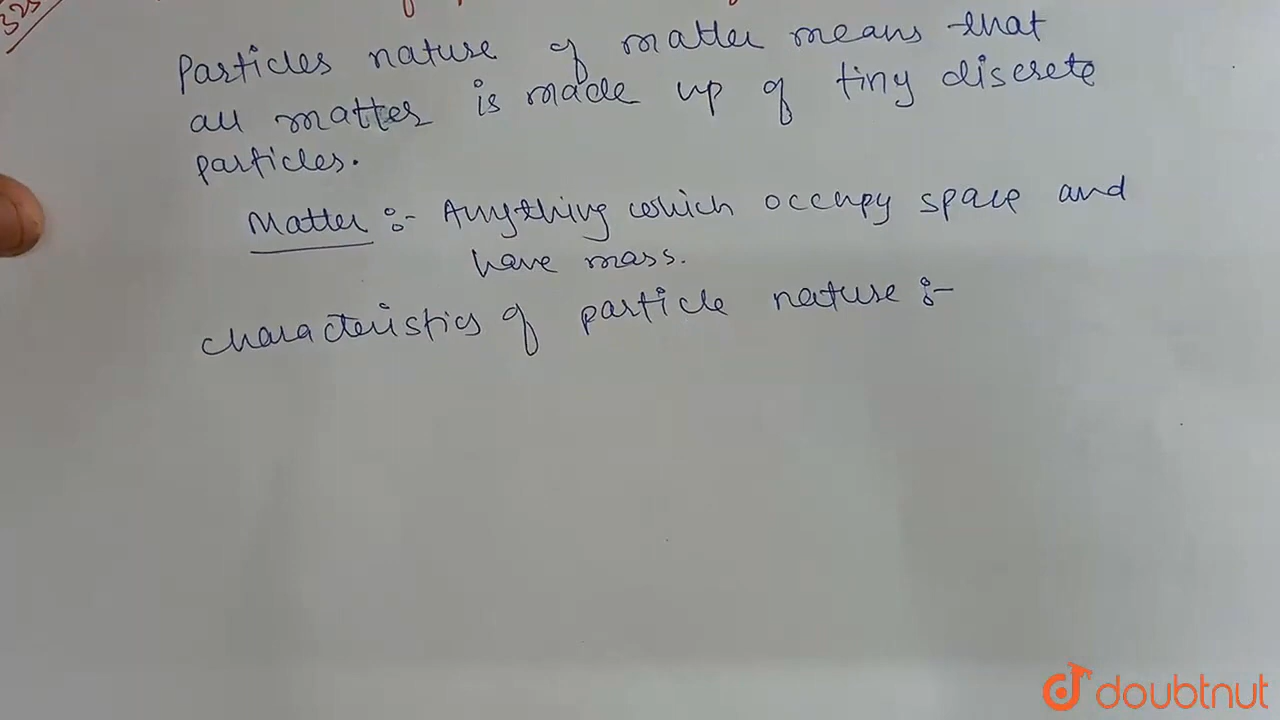 325
Particles nature of matter means that
all matter is made up of tiny discrete
particles.
Matter :- Anything which occupy space and
have mass.
characteristics of particle nature :-
doubtnut